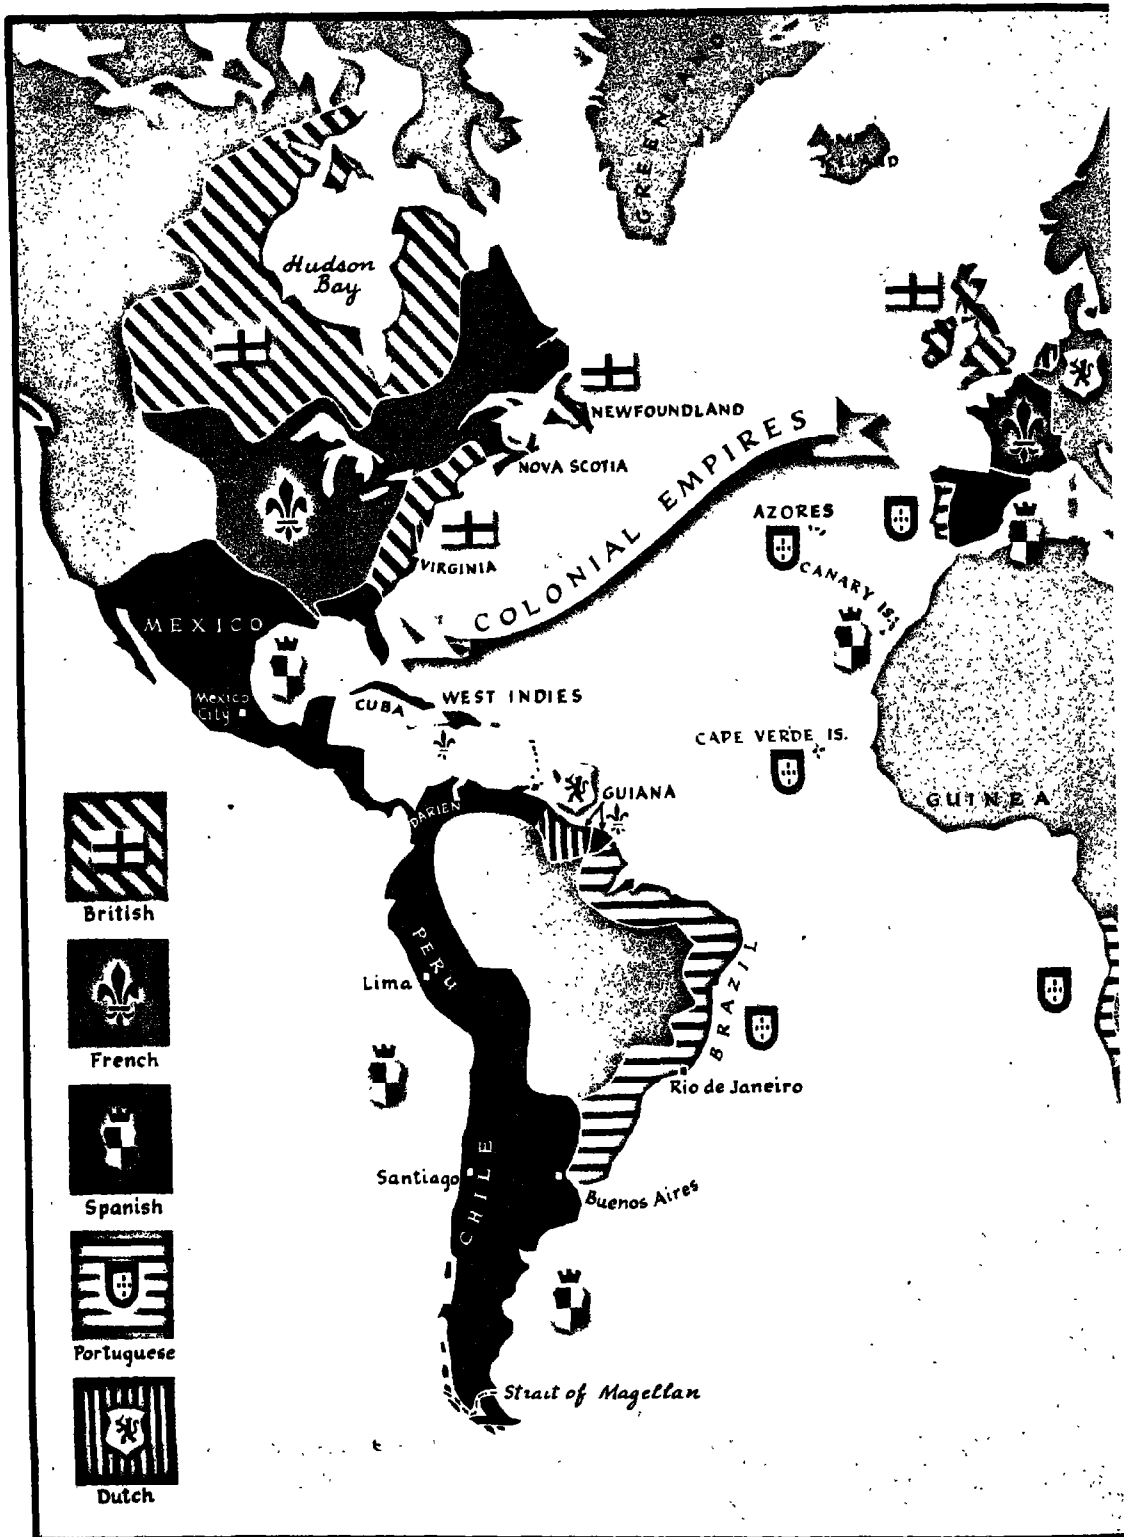 GREENLAND
ICELAND
Hudson
Bay
NEWFOUNDLAND
NOVA SCOTIA
COLONIAL EMPIRES
AZORES
VIRGINIA
CANARY IS.
MEXICO
Mexico
City
CUBA
WEST INDIES
CAPE VERDE IS.
GUIANA
GUINEA
DARIEN
British
PERU
Lima
BRAZIL
French
Rio de Janeiro
CHILE
Santiago
Buenos Aires
Spanish
Portuguese
Strait of Magellan
Dutch